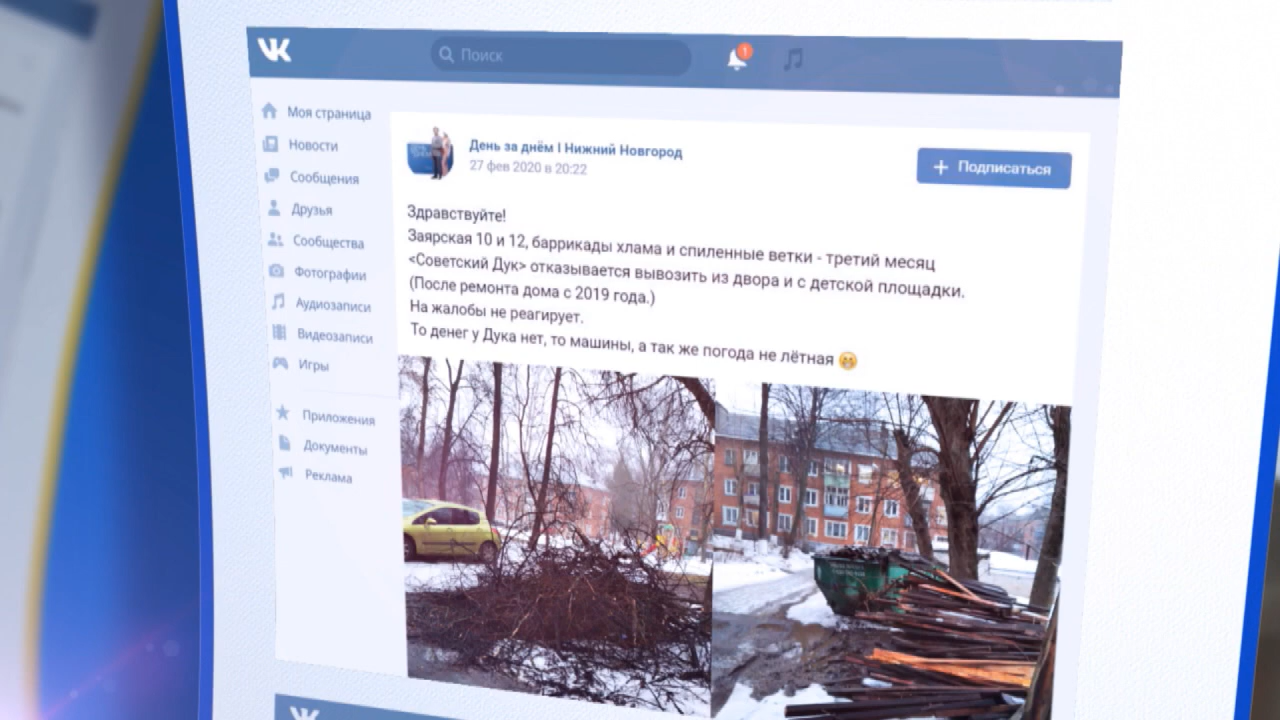 Поиск
1
Моя страница
Новости
Сообщения
Друзья
Сообщества
Фотографии
Аудиозаписи
Видеозаписи
Игры
Приложения
Документы
Реклама
День за днём I Нижний Новгород
27 фев 2020 в 20:22
+ Подписаться
Здравствуйте!
Заярская 10 и 12, баррикады хлама и спиленные ветки - третий месяц
<Советский Дук> отказывается вывозить из двора и с детской площадки.
(После ремонта дома с 2019 года.)
На жалобы не реагирует.
То денег у Дука нет, то машины, а так же погода не лётная 😁